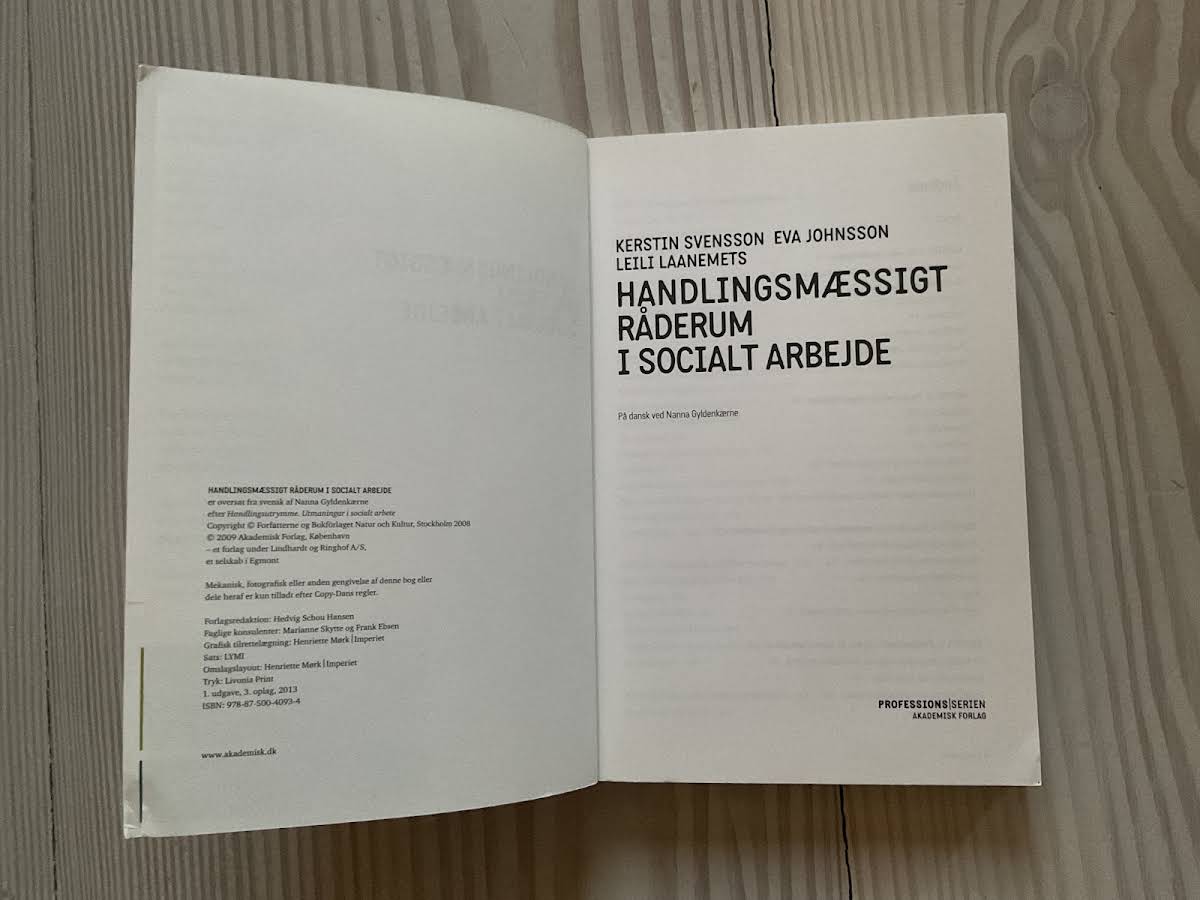 HANDLINGSMÆSSIGT RÅDERUM I SOCIALT ARBEJDE
er oversat fra svensk af Nanna Gyldenkærne
efter Handlingsutrymme. Utmaningar i socialt arbete
Copyright © Forfatterne og Bokförlaget Natur och Kultur, Stockholm 2008
© 2009 Akademisk Forlag, København
– et forlag under Lindhardt og Ringhof A/S,
et selskab i Egmont
Mekanisk, fotografisk eller anden gengivelse af denne bog eller
dele heraf er kun tilladt efter Copy-Dans regler.
Forlagsredaktion: Hedvig Schou Hansen
Faglige konsulenter: Marianne Skytte og Frank Ebsen
Grafisk tilrettelægning: Henriette Mørk|Imperiet
Sats: LYMI
Omslagslayout: Henriette Mørk|Imperiet
Tryk: Livonia Print
1. udgave, 3. oplag, 2013
ISBN: 978-87-500-4093-4
www.akademisk.dk
KERSTIN SVENSSON EVA JOHNSSON
LEILI LAANEMETS
HANDLINGSMÆSSIGT
RÅDERUM
I SOCIALT ARBEJDE
På dansk ved Nanna Gyldenkærne
PROFESSIONS|SERIEN
AKADEMISK FORLAG